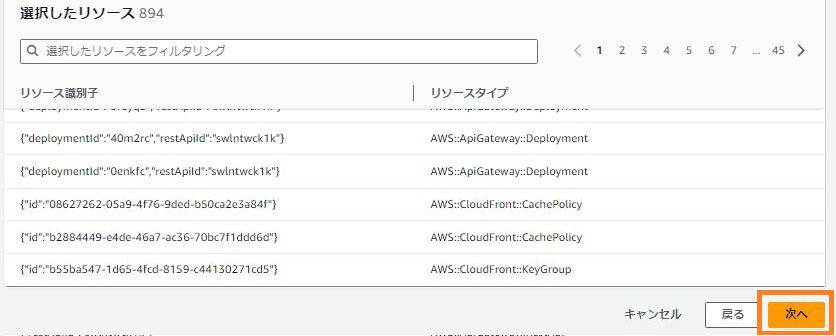 選択したリソース 894
選択したリソースをフィルタリング
1 2 3 4 5 6 7 ... 45
リソース識別子 リソースタイプ
{"deploymentId":"40m2rc","restApiId":"swlntwck1k"} AWS::ApiGateway::Deployment
{"deploymentId":"0enkfc","restApiId":"swlntwck1k"} AWS::ApiGateway::Deployment
{"id":"08627262-05a9-4f76-9ded-b50ca2e3a84f"} AWS::CloudFront::CachePolicy
{"id":"b2884449-e4de-46a7-ac36-70bc7f1ddd6d"} AWS::CloudFront::CachePolicy
{"id":"b55ba547-1d65-4fcd-8159-c44130271cd5"} AWS::CloudFront::KeyGroup
キャンセル 戻る 次へ